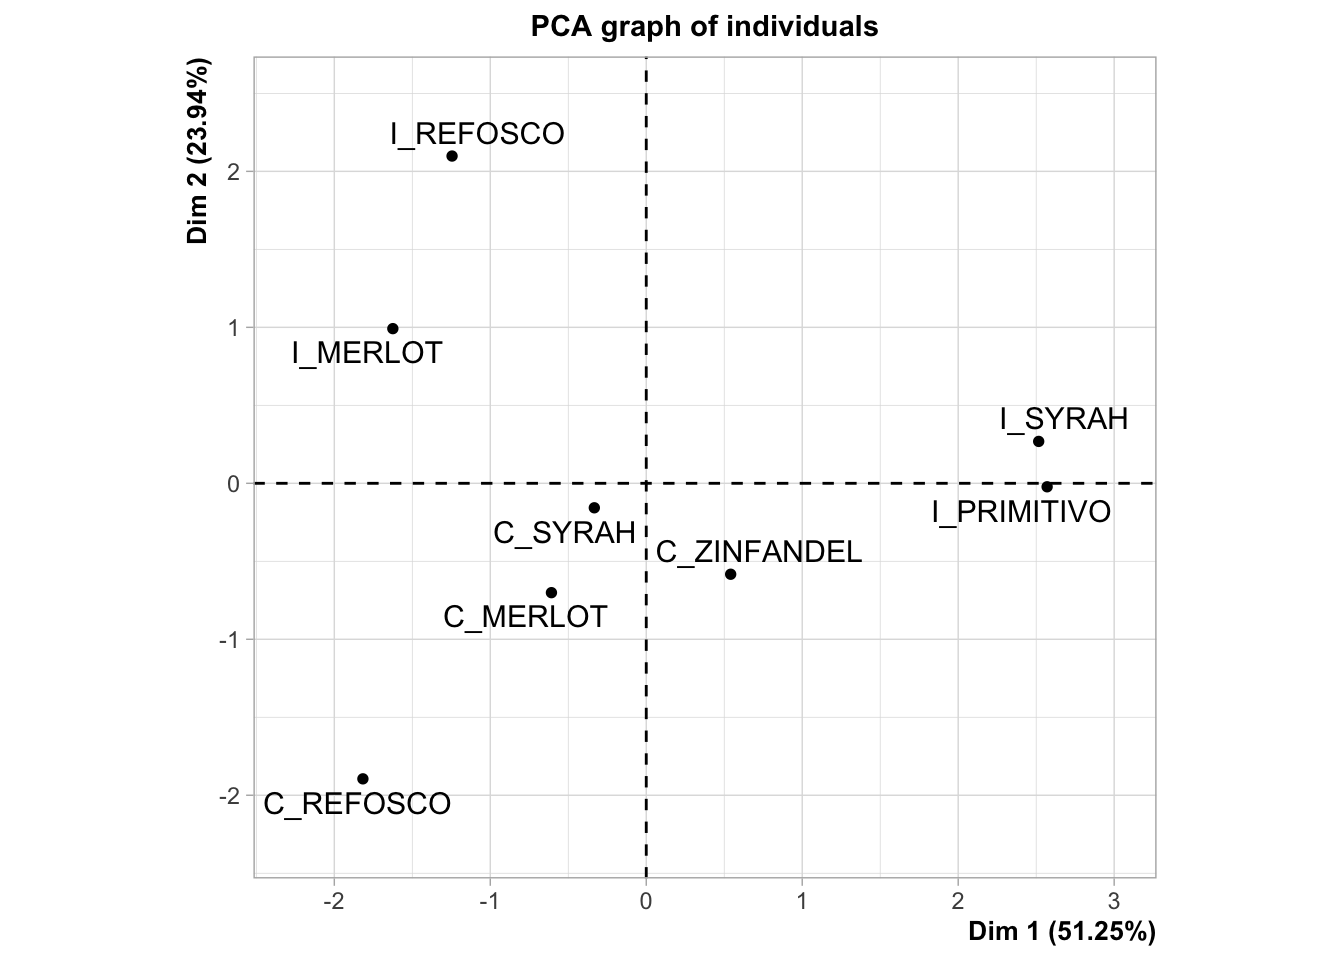 PCA graph of individuals
Dim 2 (23.94%)
2
1
0
-1
-2
I_REFOSCO
I_MERLOT
I_SYRAH
I_PRIMITIVO
C_SYRAH
C_ZINFANDEL
C_MERLOT
C_REFOSCO
-2 -1 0 1 2 3
Dim 1 (51.25%)